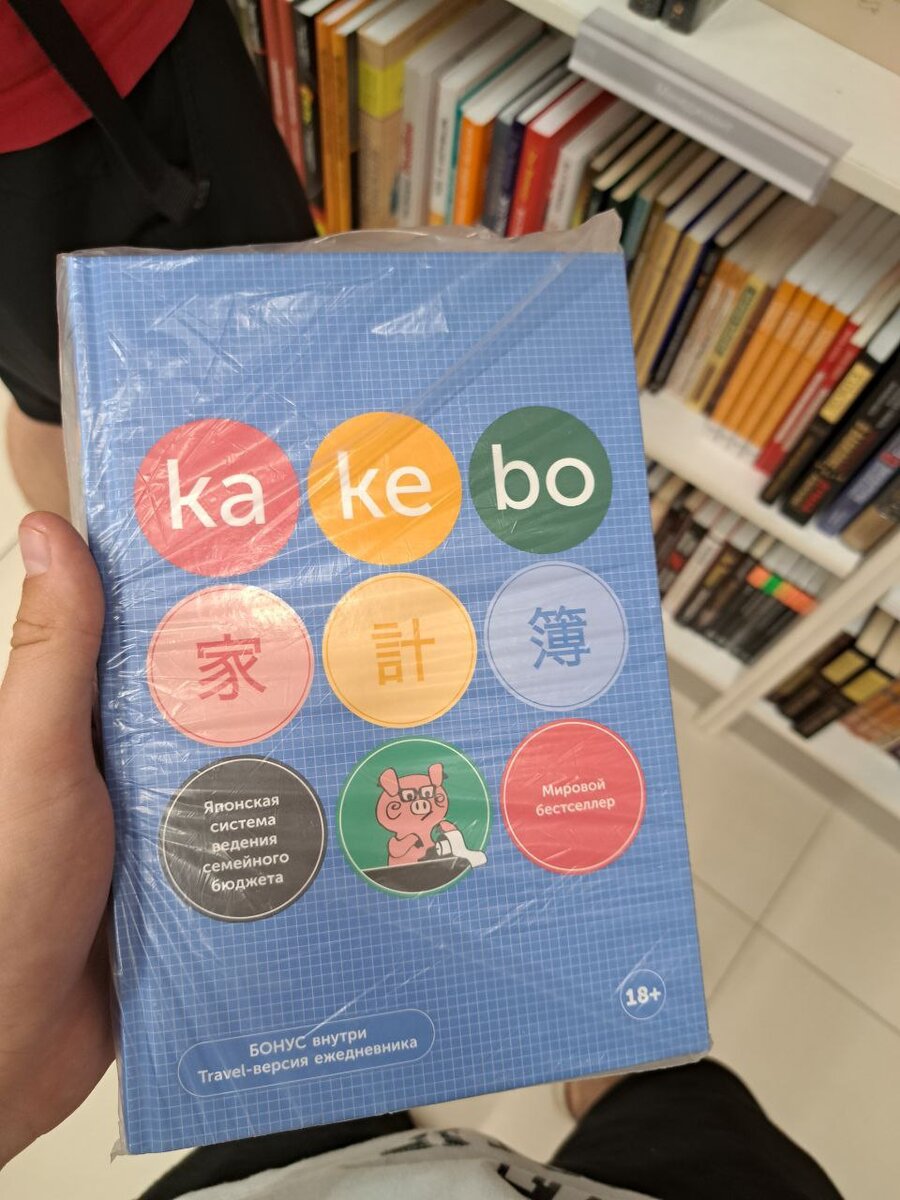 ka ke bo
家 計 簿
Японская
система
ведения
семейного
бюджета
Мировой
бестселлер
18+
БОНУС внутри
Travel-версия ежедневника